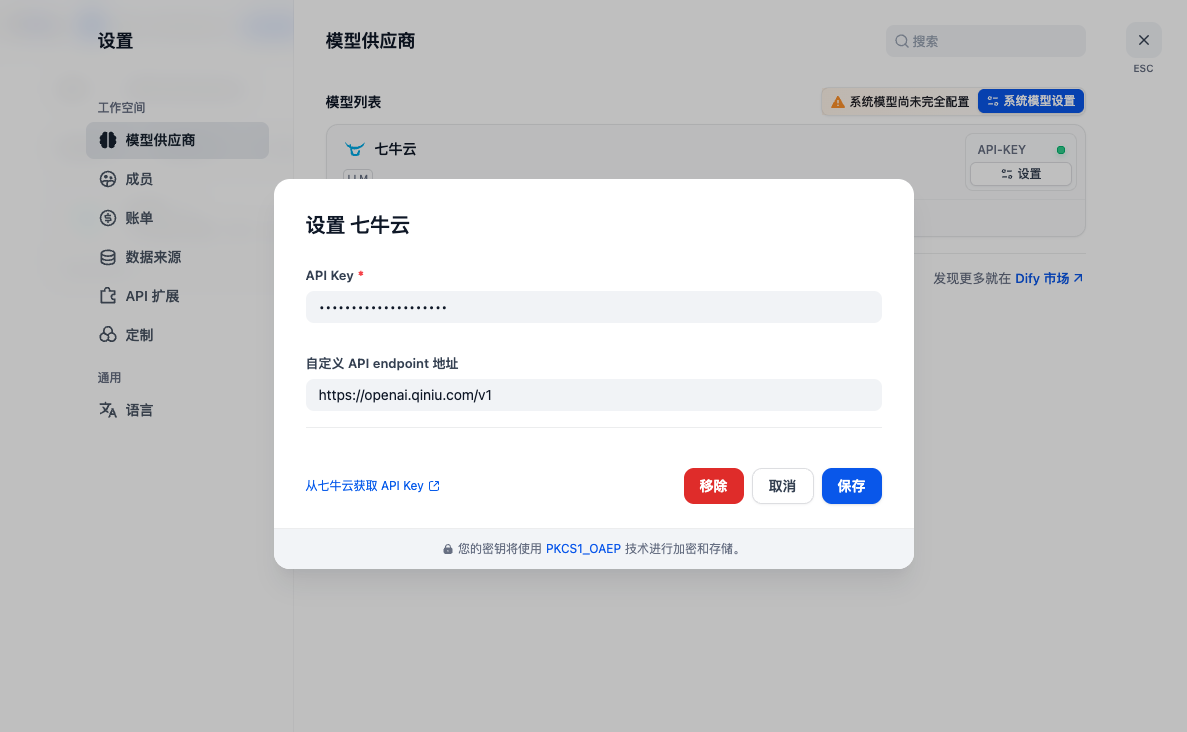 设置
工作空间
模型供应商
成员
账单
数据来源
API 扩展
定制
通用
语言
模型供应商
搜索
ESC
模型列表
系统模型尚未完全配置
系统模型设置
七牛云
LLM
API-KEY
设置
发现更多就在 Dify 市场
设置 七牛云
API Key *
••••••••••••••••••••
自定义 API endpoint 地址
https://openai.qiniu.com/v1
从七牛云获取 API Key
移除
取消
保存
您的密钥将使用 PKCS1_OAEP 技术进行加密和存储。